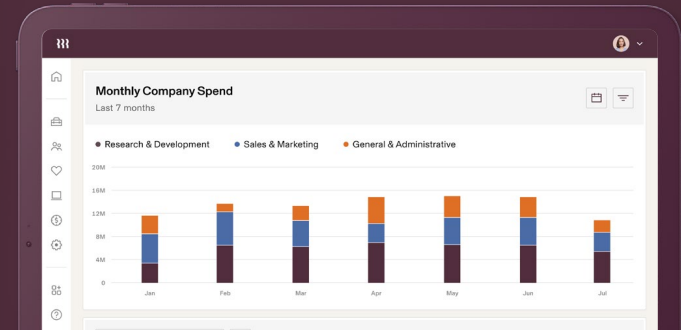 Monthly Company Spend
Last 7 months
Research & Development Sales & Marketing General & Administrative
20M
16M
12M
8M
4M
0
Jan Feb Mar Apr May Jun Jul